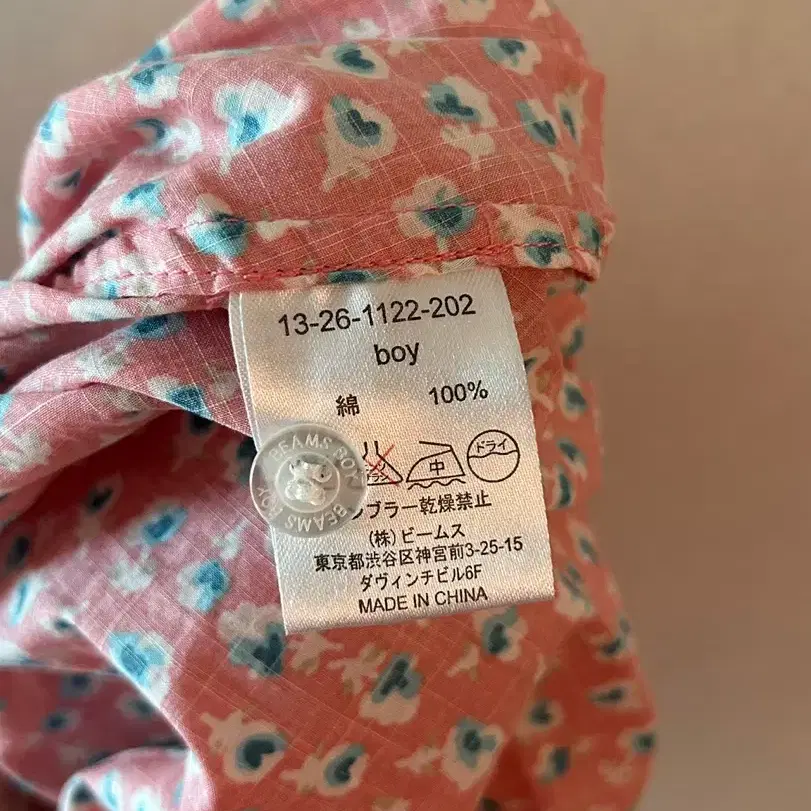 13-26-1122-202
boy
綿 100%
中 ドライ
ブラー乾燥禁止
(株)ビームス
東京都渋谷区神宮前3-25-15
ダヴィンチビル6F
MADE IN CHINA
BEAMS BOY
BEAMS BOY